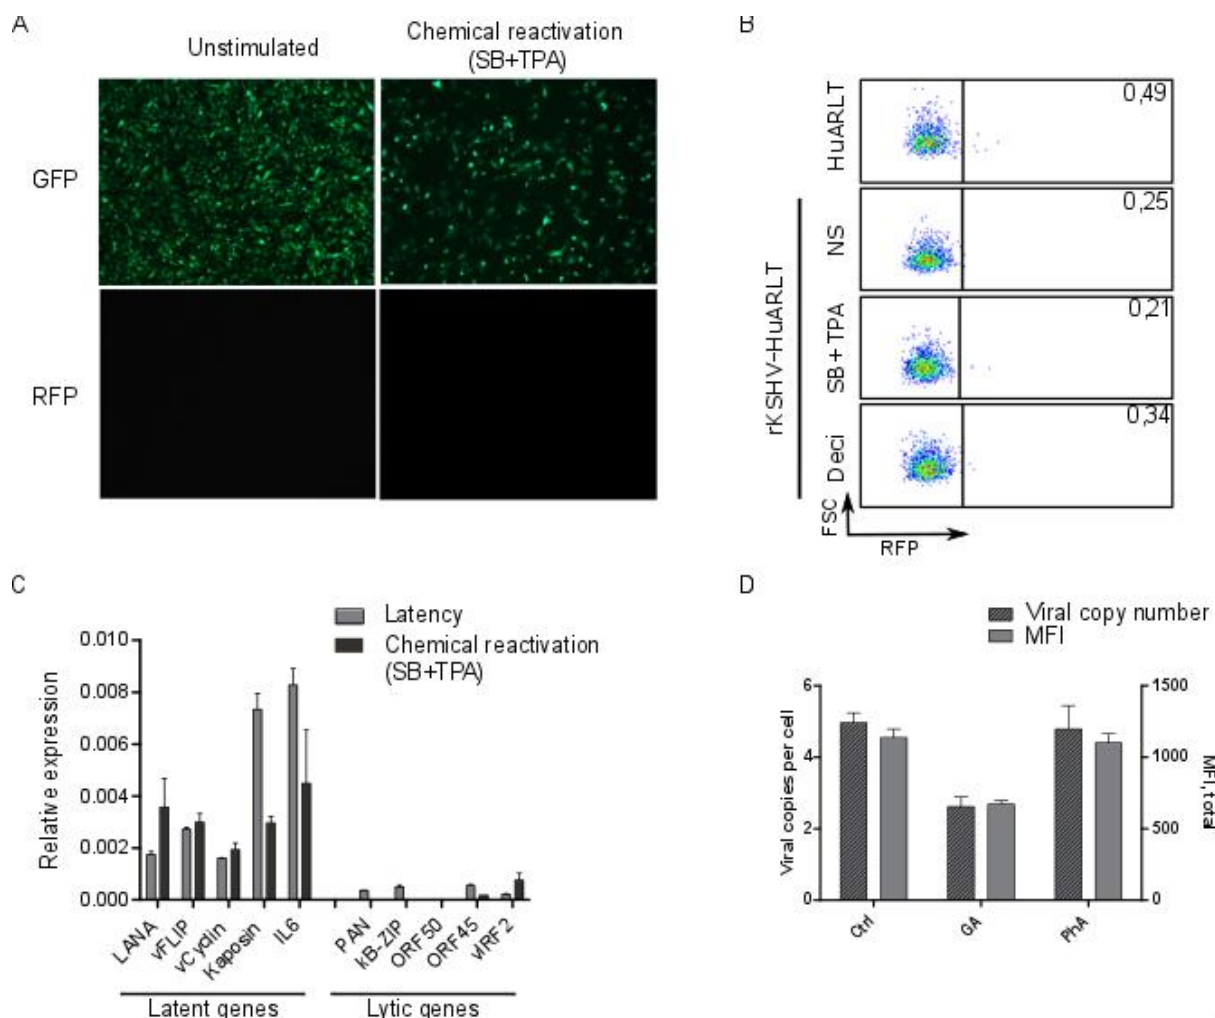 A
Unstimulated
Chemical reactivation
(SB+TPA)
GFP
RFP
B
HuARLT
0,49
rKSHV-HuARLT
NS
0,25
SB+TPA
0,21
Deci
0,34
FSC
RFP
C
Latency
Chemical reactivation
(SB+TPA)
Relative expression
0.010
0.008
0.006
0.004
0.002
0.000
LANA
vFLIP
vCyclin
Kaposin
IL6
PAN
kB-ZIP
ORF50
ORF45
vIRF2
Latent genes
Lytic genes
D
Viral copy number
MFI
Viral copies per cell
6
4
2
0
1500
1000
500
0
MFI, total
Ctrl
GA
PhA